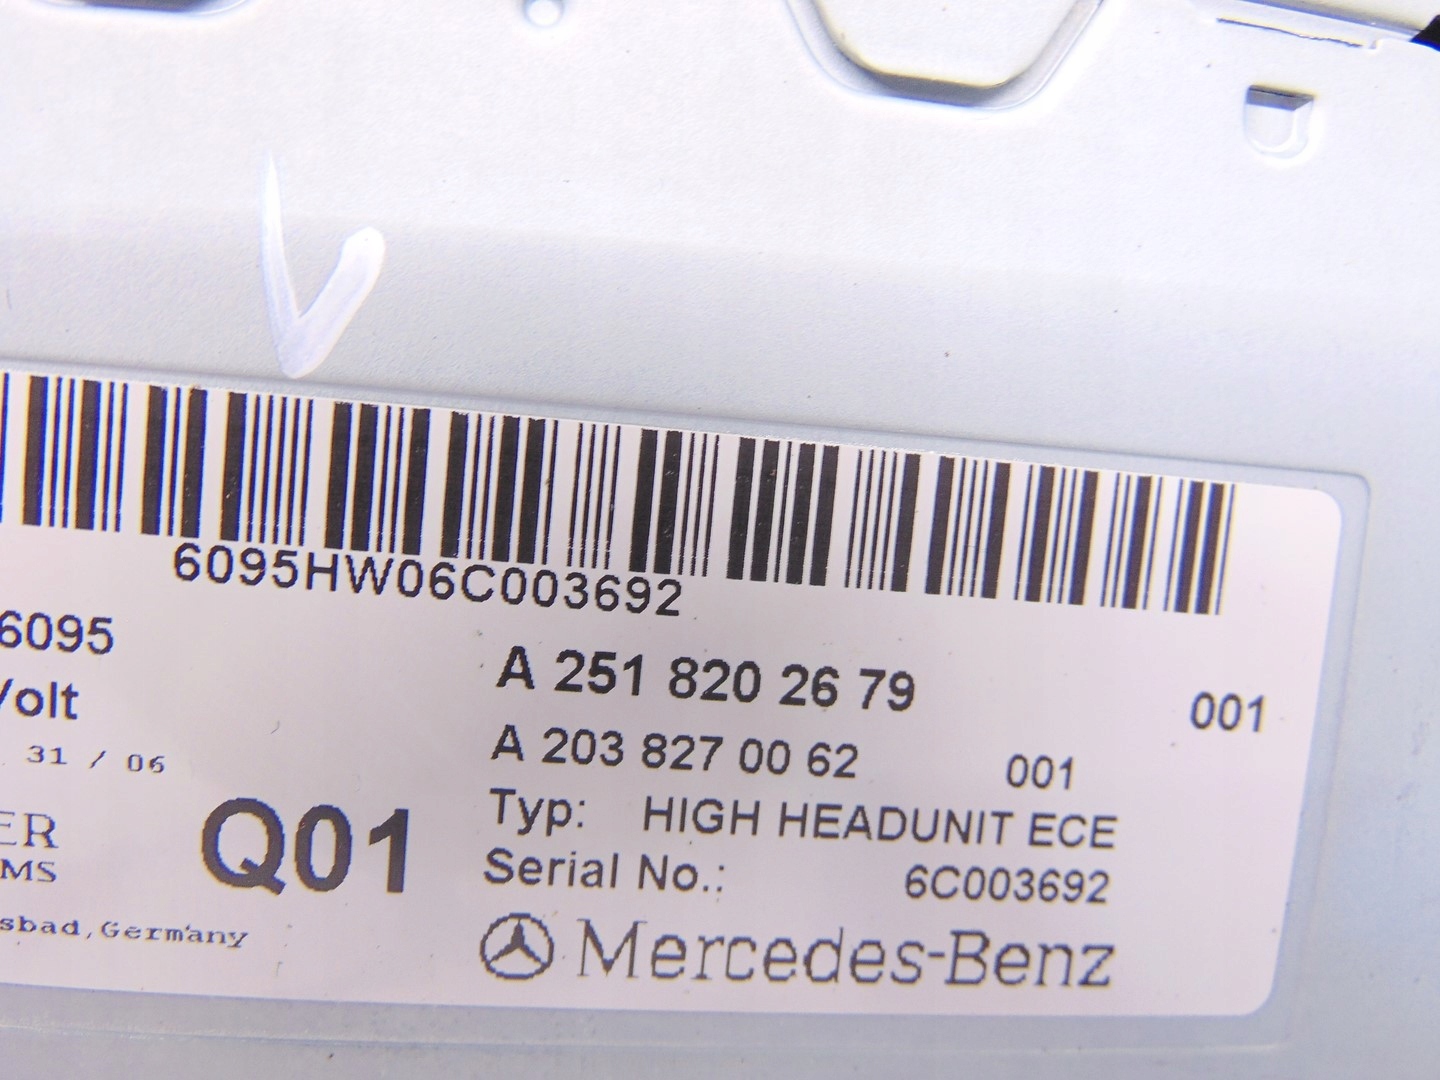 6095HW06C003692
6095
Volt
31 / 06
ER
MS
sbad,Germany
Q01
A 251 820 26 79 001
A 203 827 00 62 001
Typ: HIGH HEADUNIT ECE
Serial No.: 6C003692
Mercedes-Benz